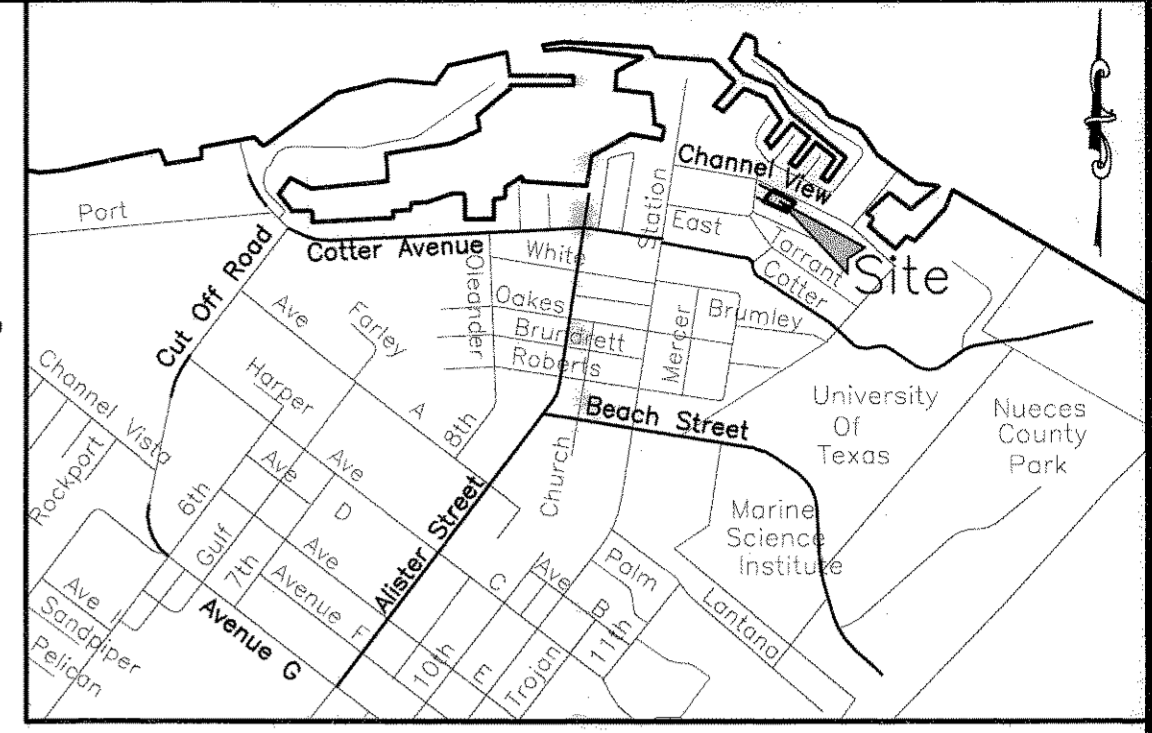 Channel View
Port
Station
East
Tarrant
Site
Cotter Avenue
White
Cotter
Cut Off Road
Oleander
Ave
Farley
Oakes
Mercer
Brumley
Brundrett
Roberts
Channel Vista
Harper
A
8th
Beach Street
University
Of
Texas
Nueces
County
Park
Rockport
Ave
Ave
D
Church
6th
Gulf
Alister Street
Marine
Science
Institute
Ave
7th
Avenue F
C
Ave
B
Palm
Ave I
Sandpiper
Pelican
Avenue G
10th
E
Trojan
11th
Lantana